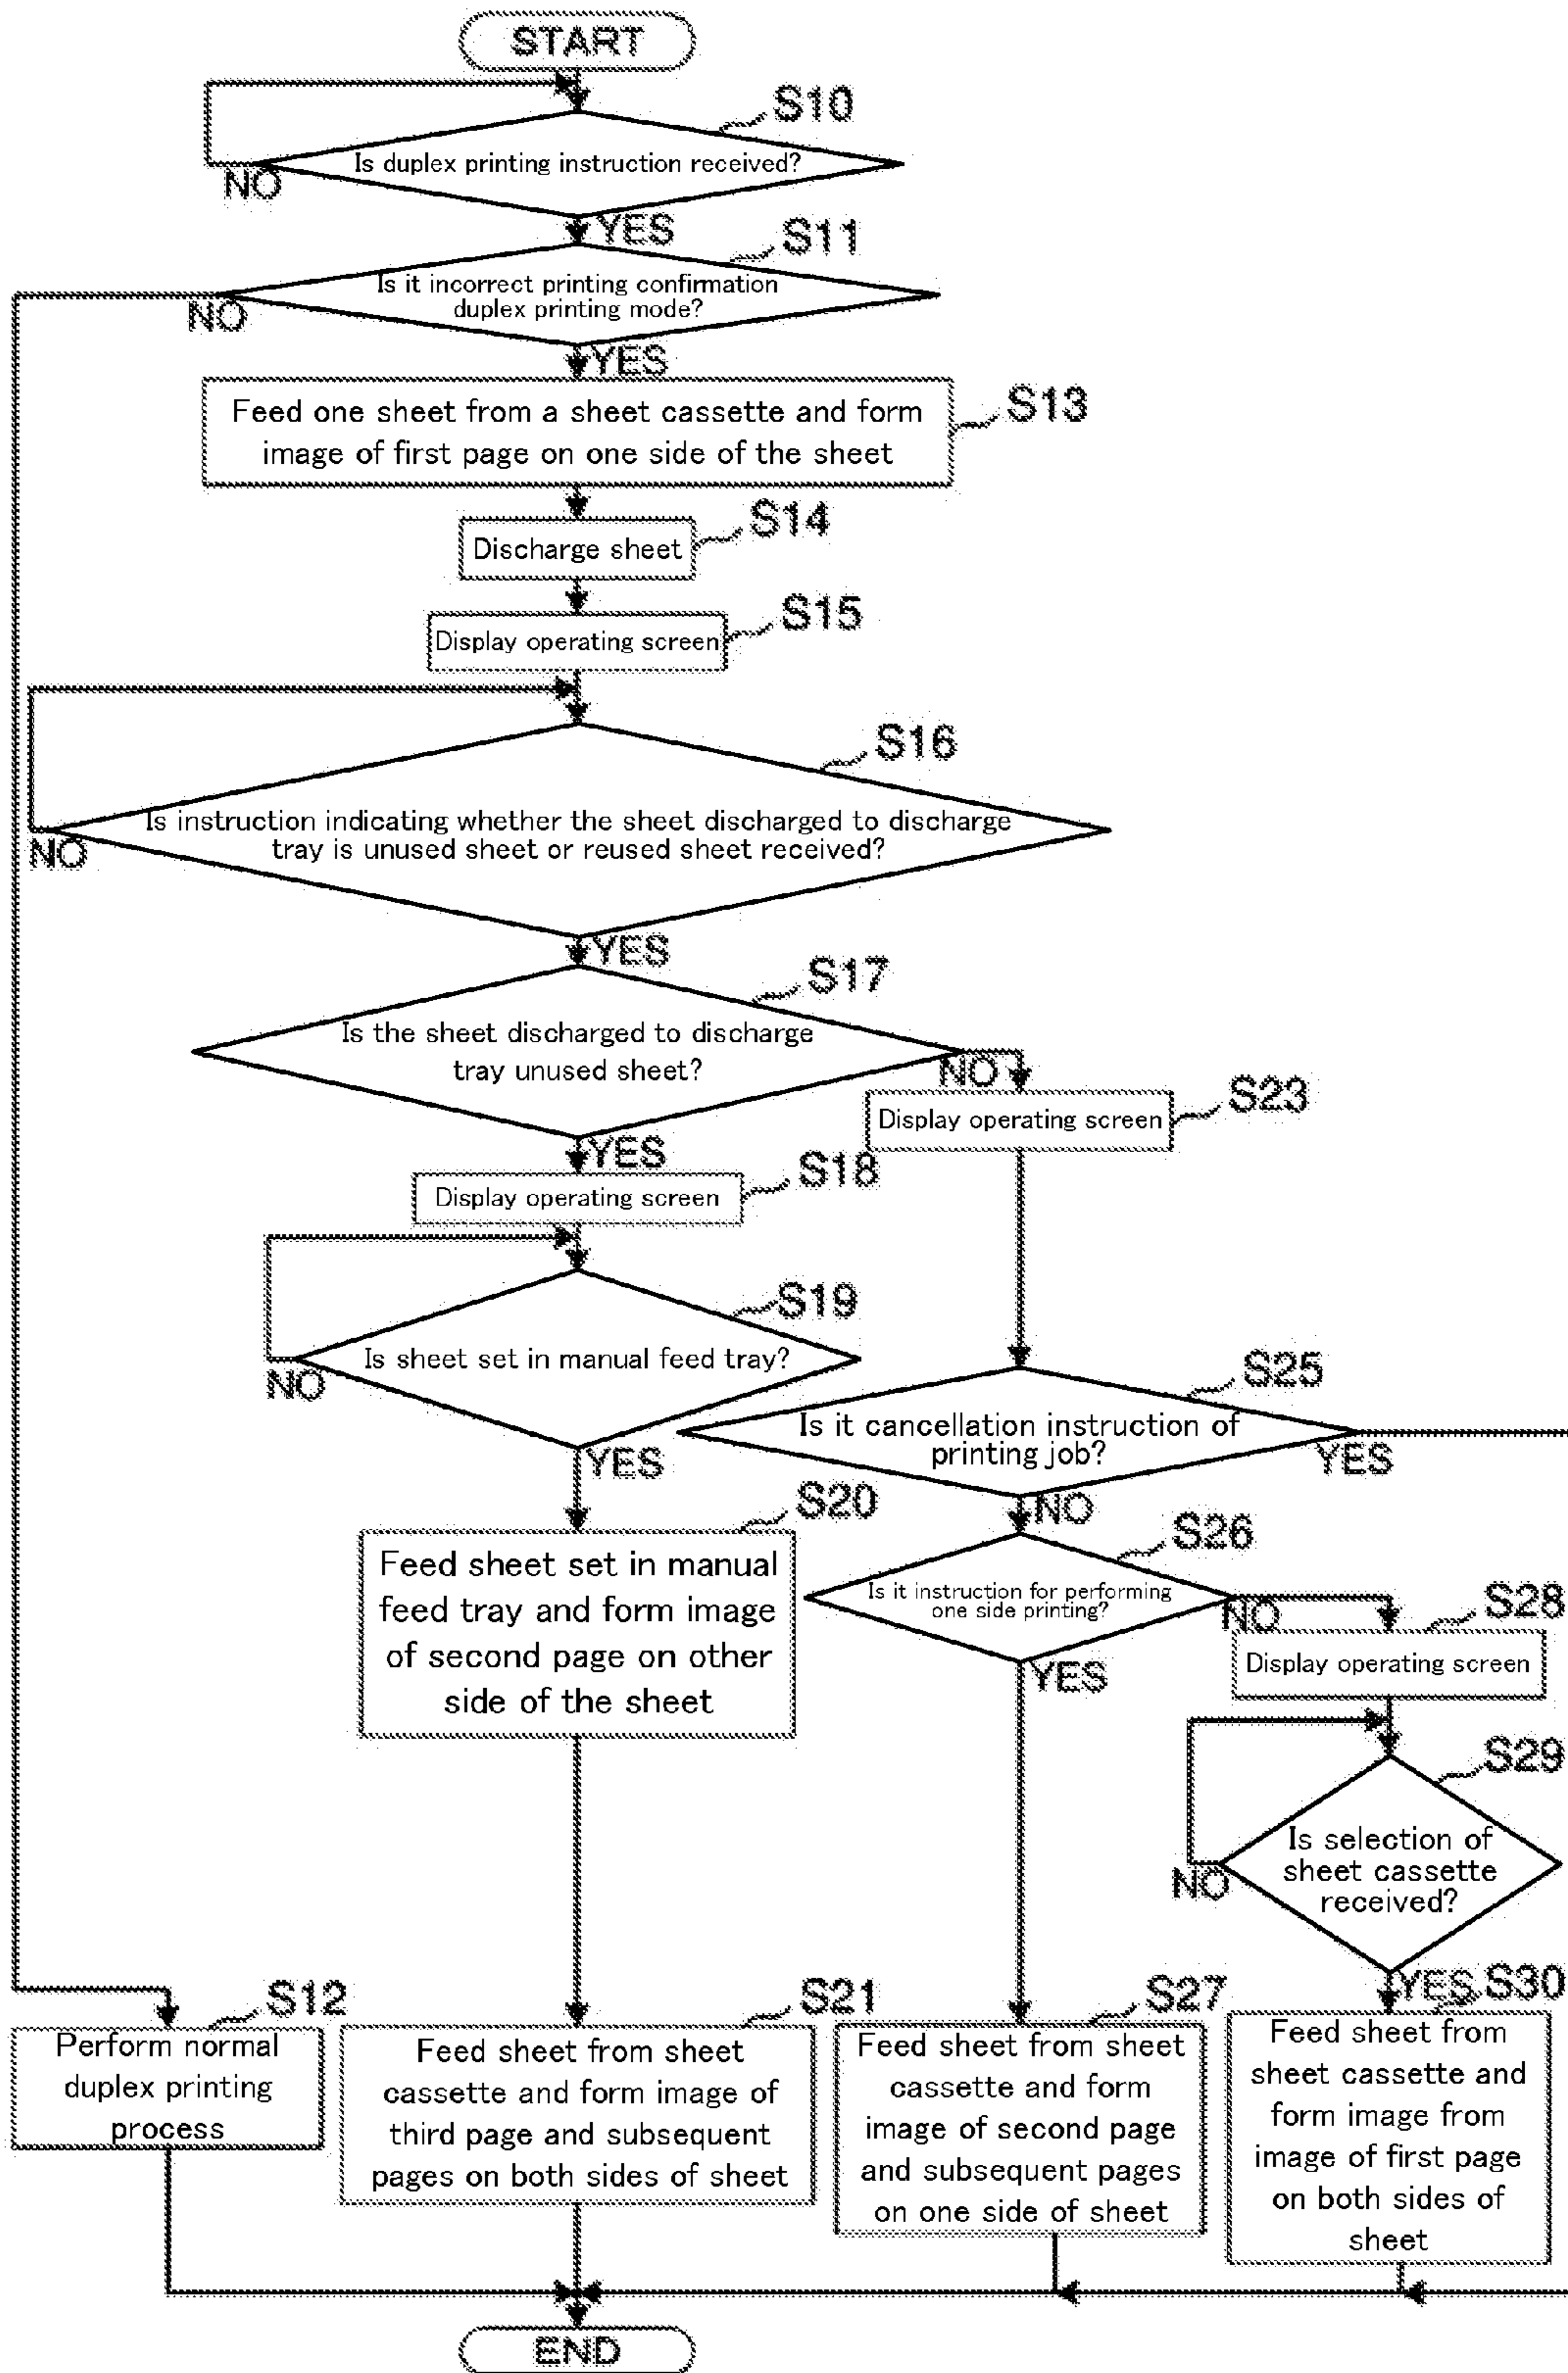 START
S10
Is duplex printing instruction received?
NO
YES
S11
Is it incorrect printing confirmation
duplex printing mode?
NO
YES
S13
Feed one sheet from a sheet cassette and form
image of first page on one side of the sheet
S14
Discharge sheet
S15
Display operating screen
S16
Is instruction indicating whether the sheet discharged to discharge
tray is unused sheet or reused sheet received?
NO
YES
S17
Is the sheet discharged to discharge
tray unused sheet?
NO
YES
S23
Display operating screen
S18
Display operating screen
S19
Is sheet set in manual feed tray?
NO
YES
S25
Is it cancellation instruction of
printing job?
YES
NO
S20
Feed sheet set in manual
feed tray and form image
of second page on other
side of the sheet
S26
Is it instruction for performing
one side printing?
NO
YES
S28
Display operating screen
S29
Is selection of
sheet cassette
received?
NO
YES
S12
Perform normal
duplex printing
process
S21
Feed sheet from sheet
cassette and form image of
third page and subsequent
pages on both sides of sheet
S27
Feed sheet from sheet
cassette and form
image of second page
and subsequent pages
on one side of sheet
S30
Feed sheet from
sheet cassette and
form image from
image of first page
on both sides of
sheet
END